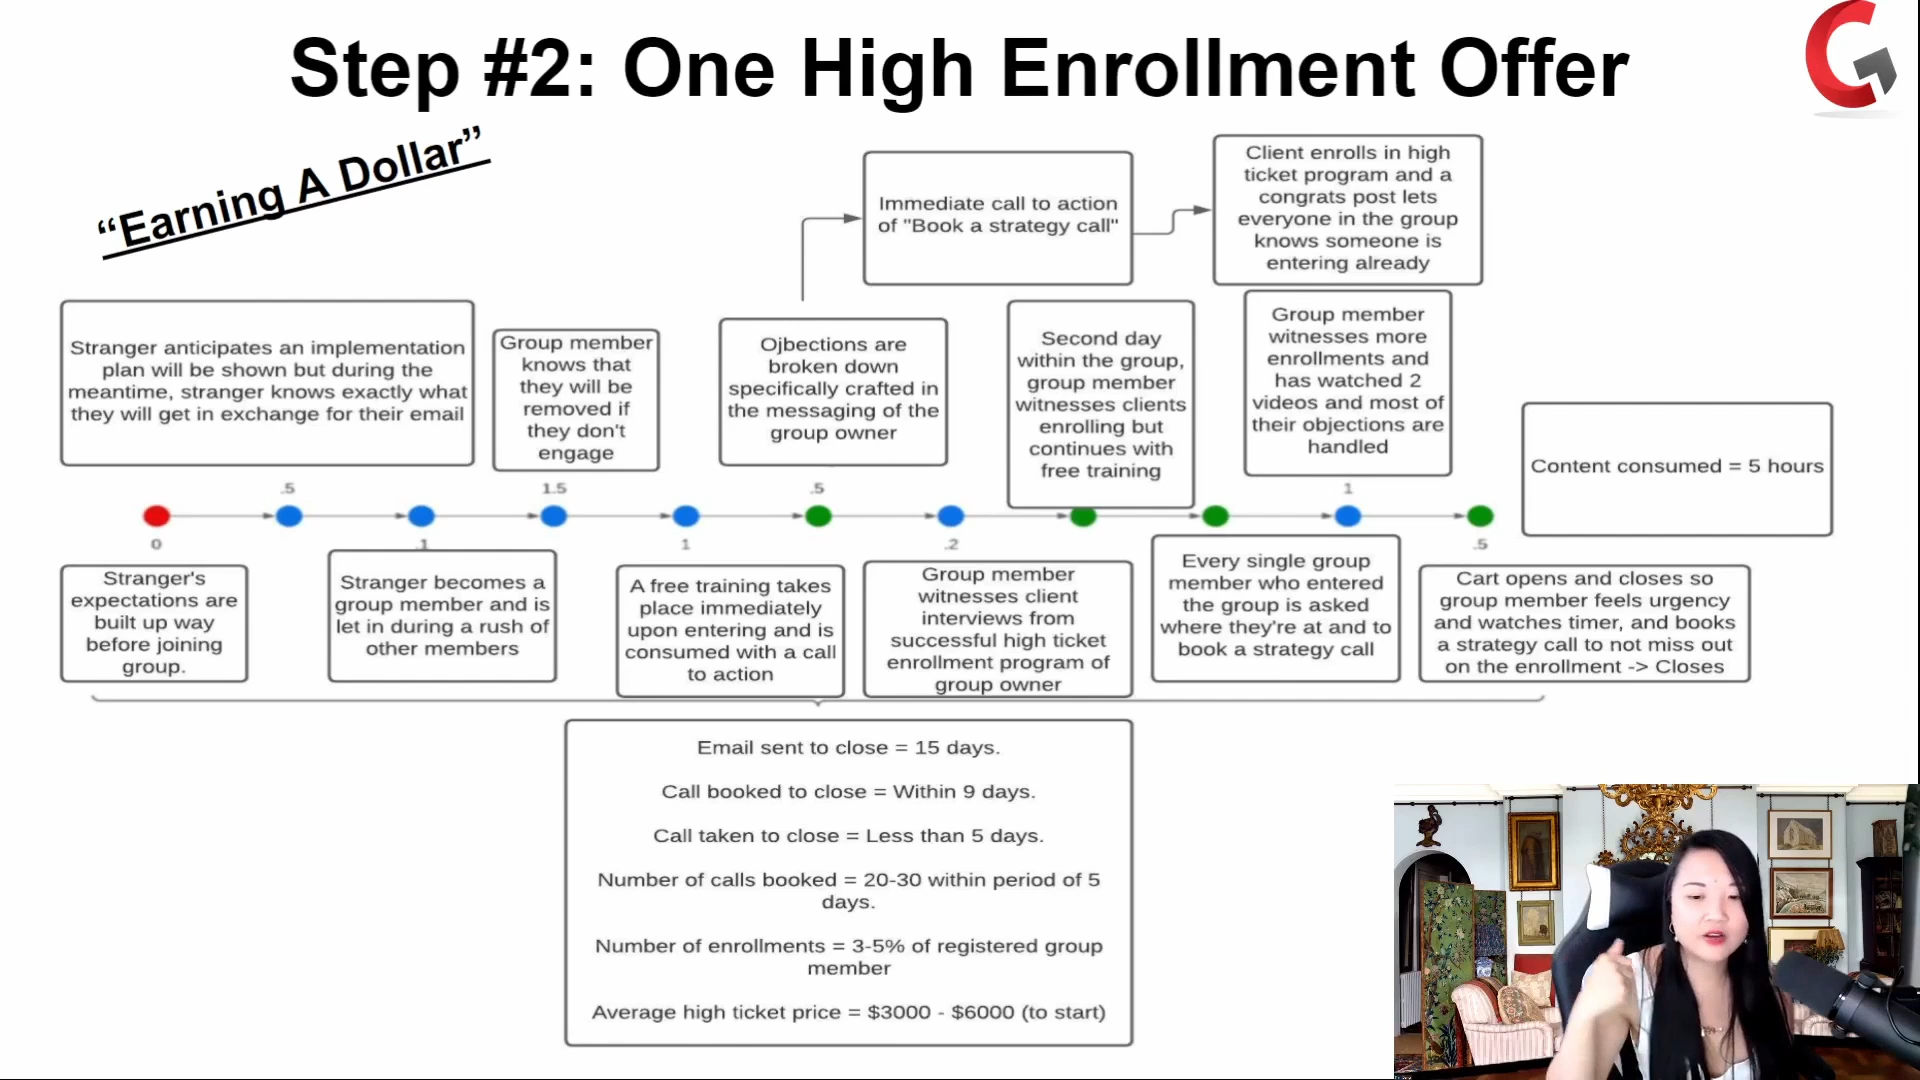 Step #2: One High Enrollment Offer
“Earning A Dollar”
Immediate call to action
of "Book a strategy call"
Client enrolls in high
ticket program and a
congrats post lets
everyone in the group
knows someone is
entering already
Stranger anticipates an implementation
plan will be shown but during the
meantime, stranger knows exactly what
they will get in exchange for their email
Group member
knows that
they will be
removed if
they don't
engage
Ojbections are
broken down
specifically crafted in
the messaging of the
group owner
Second day
within the group,
group member
witnesses clients
enrolling but
continues with
free training
Group member
witnesses more
enrollments and
has watched 2
videos and most of
their objections are
handled
Content consumed = 5 hours
.5
1.5
.5
1
0
.1
1
.2
.5
Stranger's
expectations are
built up way
before joining
group.
Stranger becomes a
group member and is
let in during a rush of
other members
A free training takes
place immediately
upon entering and is
consumed with a call
to action
Group member
witnesses client
interviews from
successful high ticket
enrollment program of
group owner
Every single group
member who entered
the group is asked
where they're at and to
book a strategy call
Cart opens and closes so
group member feels urgency
and watches timer, and books
a strategy call to not miss out
on the enrollment -> Closes
Email sent to close = 15 days.
Call booked to close = Within 9 days.
Call taken to close = Less than 5 days.
Number of calls booked = 20-30 within period of 5
days.
Number of enrollments = 3-5% of registered group
member
Average high ticket price = $3000 - $6000 (to start)